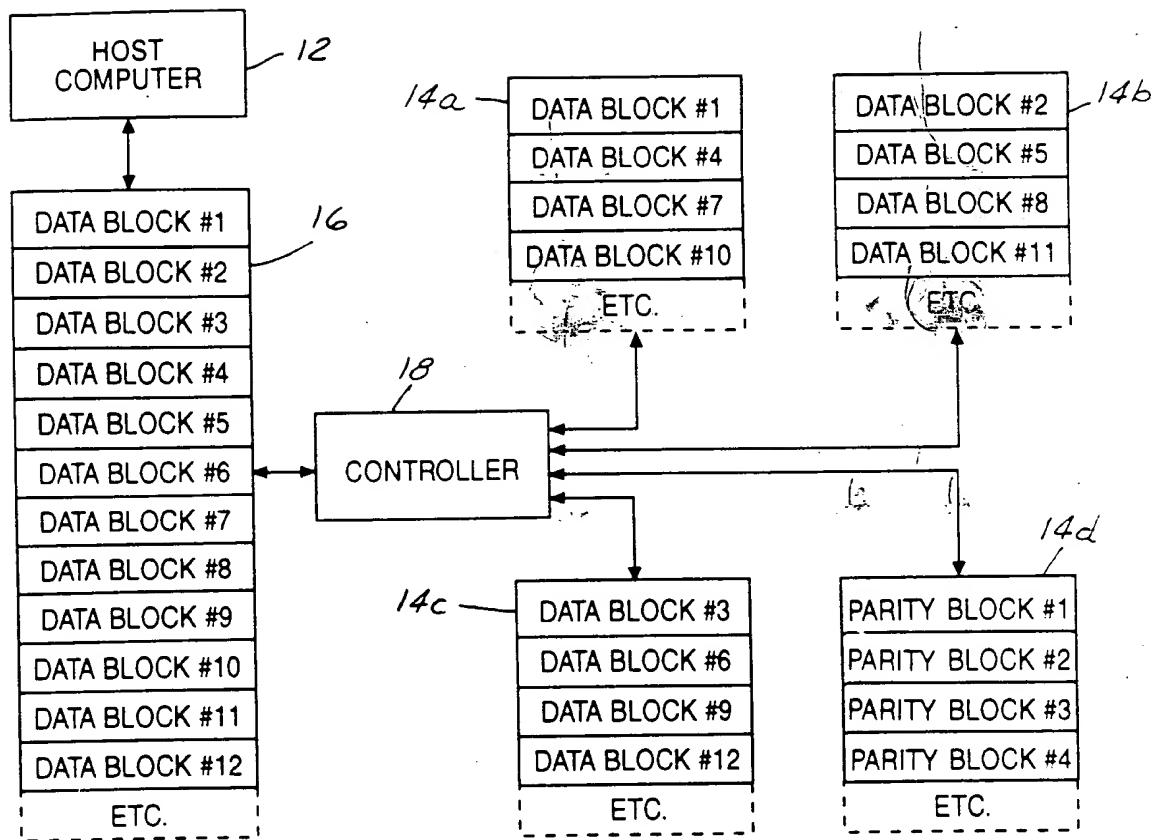 HOST
COMPUTER
12
DATA BLOCK #1
DATA BLOCK #2
DATA BLOCK #3
DATA BLOCK #4
DATA BLOCK #5
DATA BLOCK #6
DATA BLOCK #7
DATA BLOCK #8
DATA BLOCK #9
DATA BLOCK #10
DATA BLOCK #11
DATA BLOCK #12
ETC.
16
18
CONTROLLER
14a
DATA BLOCK #1
DATA BLOCK #4
DATA BLOCK #7
DATA BLOCK #10
ETC.
14b
DATA BLOCK #2
DATA BLOCK #5
DATA BLOCK #8
DATA BLOCK #11
ETC.
14c
DATA BLOCK #3
DATA BLOCK #6
DATA BLOCK #9
DATA BLOCK #12
ETC.
14d
PARITY BLOCK #1
PARITY BLOCK #2
PARITY BLOCK #3
PARITY BLOCK #4
ETC.